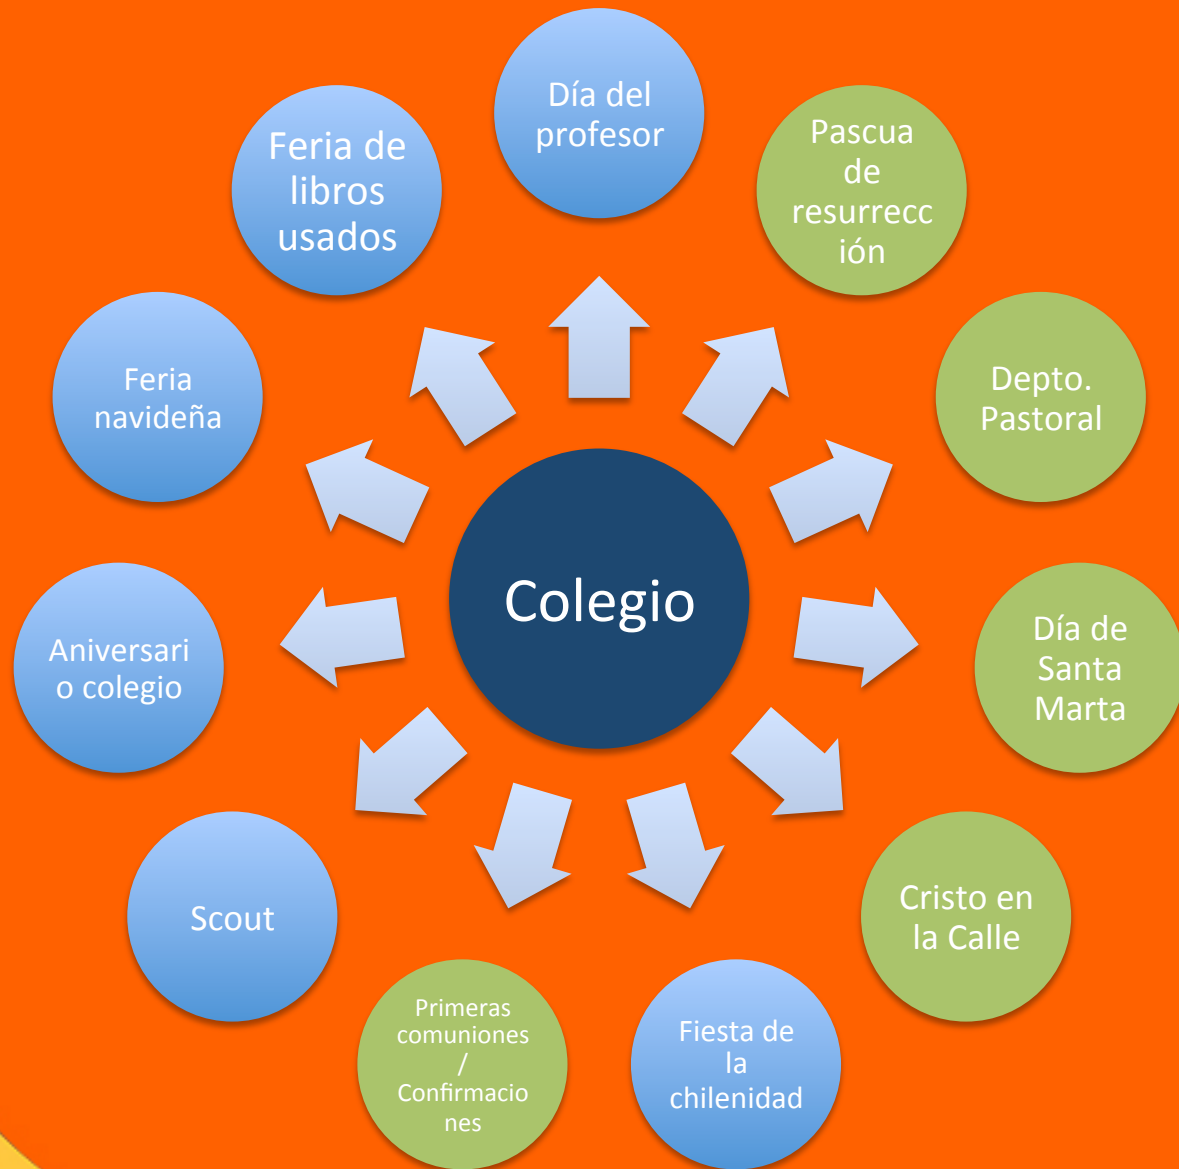 Día del
profesor
Pascua
de
resurrecc
ión
Depto.
Pastoral
Día de
Santa
Marta
Cristo en
la Calle
Fiesta de
la
chilenidad
Primeras
comuniones
/
Confirmacio
nes
Scout
Aniversari
o colegio
Feria
navideña
Feria de
libros
usados
Colegio